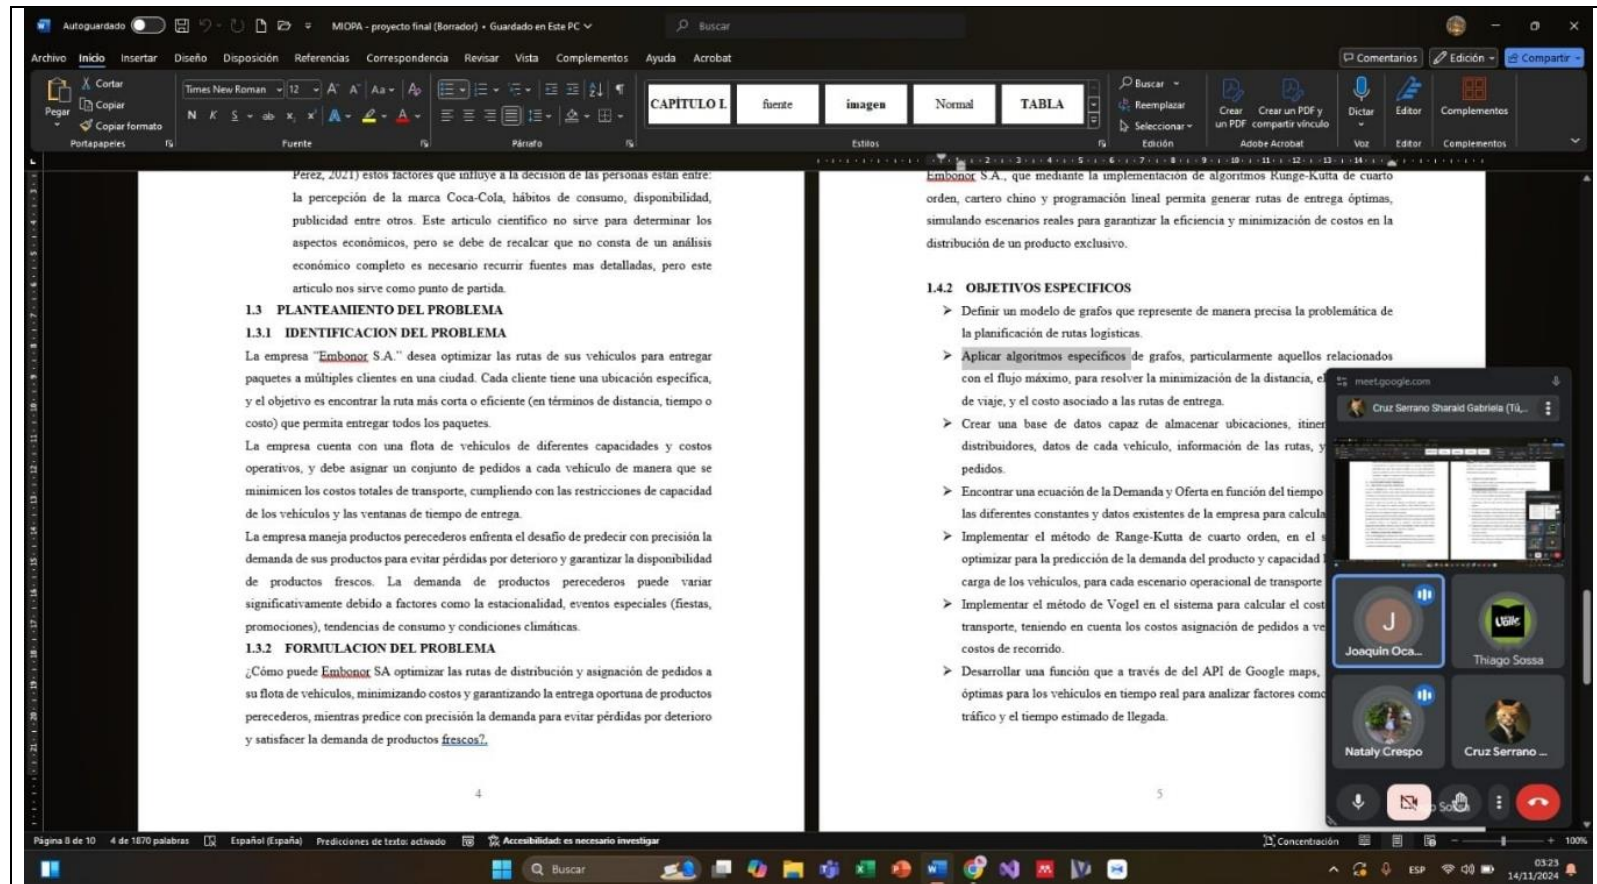 Autoguardado
MIOPA - proyecto final (Borrador) • Guardado en Este PC
Buscar
Archivo Inicio Insertar Diseño Disposición Referencias Correspondencia Revisar Vista Complementos Ayuda Acrobat
Comentarios Edición Compartir
Pegar
Cortar
Copiar
Copiar formato
Portapapeles
Times New Roman 12
N K S
Fuente
Párrafo
CAPÍTULO I. fuente imagen Normal TABLA
Estilos
Buscar
Reemplazar
Seleccionar
Edición
Crear un PDF
Crear un PDF y compartir vínculo
Adobe Acrobat
Dictar
Voz
Editor
Editor
Complementos
Complementos
Perez, 2021) estos factores que influye a la decisión de las personas están entre:
la percepción de la marca Coca-Cola, hábitos de consumo, disponibilidad,
publicidad entre otros. Este articulo científico no sirve para determinar los
aspectos económicos, pero se debe de recalcar que no consta de un análisis
económico completo es necesario recurrir fuentes mas detalladas, pero este
articulo nos sirve como punto de partida.
1.3 PLANTEAMIENTO DEL PROBLEMA
1.3.1 IDENTIFICACION DEL PROBLEMA
La empresa "Embonor S.A." desea optimizar las rutas de sus vehículos para entregar
paquetes a múltiples clientes en una ciudad. Cada cliente tiene una ubicación específica,
y el objetivo es encontrar la ruta más corta o eficiente (en términos de distancia, tiempo o
costo) que permita entregar todos los paquetes.
La empresa cuenta con una flota de vehículos de diferentes capacidades y costos
operativos, y debe asignar un conjunto de pedidos a cada vehículo de manera que se
minimicen los costos totales de transporte, cumpliendo con las restricciones de capacidad
de los vehículos y las ventanas de tiempo de entrega.
La empresa maneja productos perecederos enfrenta el desafío de predecir con precisión la
demanda de sus productos para evitar pérdidas por deterioro y garantizar la disponibilidad
de productos frescos. La demanda de productos perecederos puede variar
significativamente debido a factores como la estacionalidad, eventos especiales (fiestas,
promociones), tendencias de consumo y condiciones climáticas.
1.3.2 FORMULACION DEL PROBLEMA
¿Cómo puede Embonor SA optimizar las rutas de distribución y asignación de pedidos a
su flota de vehículos, minimizando costos y garantizando la entrega oportuna de productos
perecederos, mientras predice con precisión la demanda para evitar pérdidas por deterioro
y satisfacer la demanda de productos frescos?.
4
Embonor S.A., que mediante la implementación de algoritmos Runge-Kutta de cuarto
orden, cartero chino y programación lineal permita generar rutas de entrega óptimas,
simulando escenarios reales para garantizar la eficiencia y minimización de costos en la
distribución de un producto exclusivo.
1.4.2 OBJETIVOS ESPECIFICOS
➢ Definir un modelo de grafos que represente de manera precisa la problemática de
la planificación de rutas logísticas.
➢ Aplicar algoritmos específicos de grafos, particularmente aquellos relacionados
con el flujo máximo, para resolver la minimización de la distancia, el
de viaje, y el costo asociado a las rutas de entrega.
➢ Crear una base de datos capaz de almacenar ubicaciones, itiner
distribuidores, datos de cada vehículo, información de las rutas, y
pedidos.
➢ Encontrar una ecuación de la Demanda y Oferta en función del tiempo
las diferentes constantes y datos existentes de la empresa para calcula
➢ Implementar el método de Range-Kutta de cuarto orden, en el s
optimizar para la predicción de la demanda del producto y capacidad
carga de los vehículos, para cada escenario operacional de transporte
➢ Implementar el método de Vogel en el sistema para calcular el cost
transporte, teniendo en cuenta los costos asignación de pedidos a ve
costos de recorrido.
➢ Desarrollar una función que a través de del API de Google maps,
óptimas para los vehículos en tiempo real para analizar factores como
tráfico y el tiempo estimado de llegada.
5
meet.google.com
Cruz Serrano Sharaid Gabriela (Tú,...
J
Joaquin Oca...
Valle
Thiago Sossa
Nataly Crespo
Cruz Serrano ...
Página 8 de 10 4 de 1870 palabras Español (España) Predicciones de texto: activado Accesibilidad: es necesario investigar
Concentración 100%
Buscar
ESP
03:23
14/11/2024